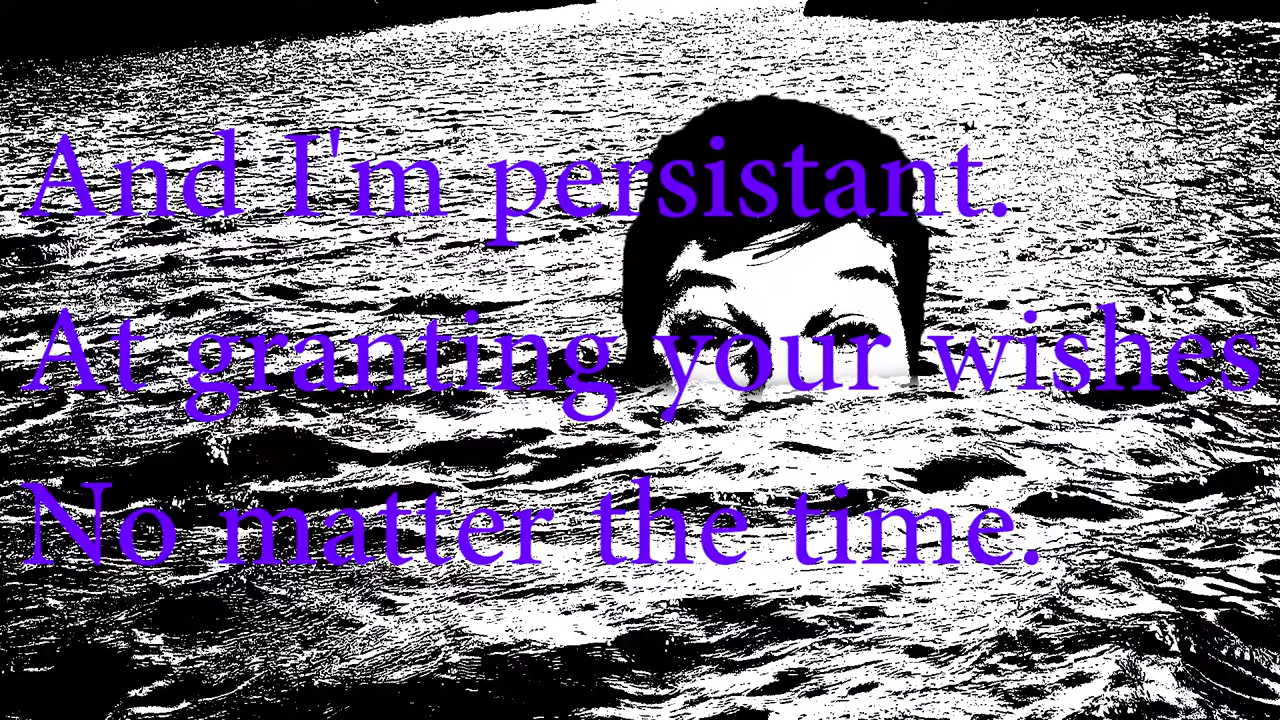 And I'm persistant.
At granting your wishes
No matter the time.